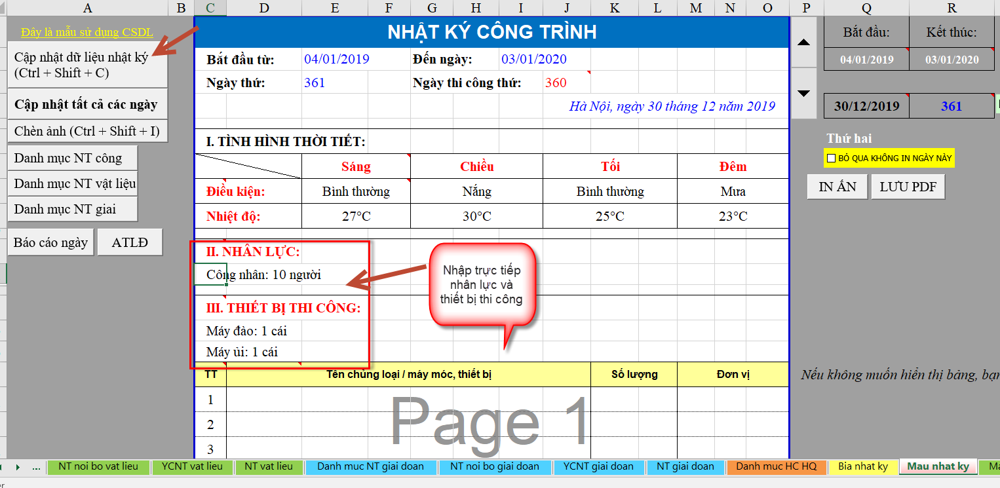 A B C D E F G H I J K L M N O P Q R
Đây là mẫu sử dụng CSDL
Cập nhật dữ liệu nhật ký
(Ctrl + Shift + C)
Cập nhật tất cả các ngày
Chèn ảnh (Ctrl + Shift + I)
Danh mục NT công
Danh mục NT vật liệu
Danh mục NT giai
Báo cáo ngày ATLĐ
NHẬT KÝ CÔNG TRÌNH
Bắt đầu từ: 04/01/2019 Đến ngày: 03/01/2020
Ngày thứ: 361 Ngày thi công thứ: 360
Hà Nội, ngày 30 tháng 12 năm 2019
I. TÌNH HÌNH THỜI TIẾT:
Sáng Chiều Tối Đêm
Điều kiện: Bình thường Nắng Bình thường Mưa
Nhiệt độ: 27°C 30°C 25°C 23°C
II. NHÂN LỰC:
Công nhân: 10 người
III. THIẾT BỊ THI CÔNG:
Máy đào: 1 cái
Máy ủi: 1 cái
Nhập trực tiếp
nhân lực và
thiết bị thi công
TT Tên chủng loại / máy móc, thiết bị Số lượng Đơn vị
1
2
3
Page 1
Bắt đầu: Kết thúc:
04/01/2019 03/01/2020
30/12/2019 361
Thứ hai
BỎ QUA KHÔNG IN NGÀY NÀY
IN ẤN LƯU PDF
Nếu không muốn hiển thị bảng, bạn
... NT noi bo vat lieu YCNT vat lieu NT vat lieu Danh muc NT giai doan NT noi bo giai doan YCNT giai doan NT giai doan Danh muc HC HQ Bia nhat ky Mau nhat ky